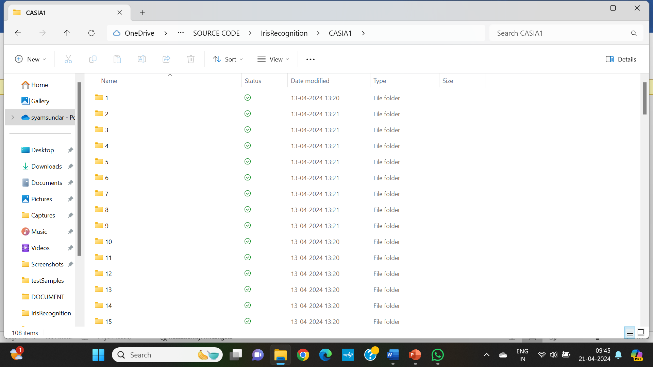 CASIA1
OneDrive > ... SOURCE CODE > IrisRecognition > CASIA1 > Search CASIA1
New Sort View ... Details
Name Status Date modified Type Size
Home
Gallery
syamsundar - Pe
Desktop
Downloads
Documents
Pictures
Captures
Music
Videos
Screenshots
testSamples
DOCUMENT
IrisRecognition
1 13-04-2024 13:20 File folder
2 13-04-2024 13:21 File folder
3 13-04-2024 13:21 File folder
4 13-04-2024 13:21 File folder
5 13-04-2024 13:21 File folder
6 13-04-2024 13:21 File folder
7 13-04-2024 13:21 File folder
8 13-04-2024 13:21 File folder
9 13-04-2024 13:21 File folder
10 13-04-2024 13:20 File folder
11 13-04-2024 13:20 File folder
12 13-04-2024 13:20 File folder
13 13-04-2024 13:20 File folder
14 13-04-2024 13:20 File folder
15 13-04-2024 13:20 File folder
106 items
Search
ENG
IN
09:45
21-04-2024